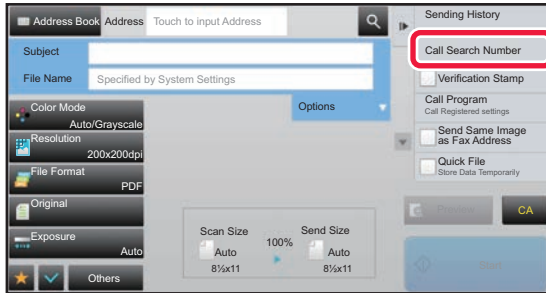 Address Book
Address
Touch to input Address
Subject
File Name
Specified by System Settings
Color Mode
Auto/Grayscale
Resolution
200x200dpi
File Format
PDF
Original
Exposure
Auto
Others
Options
Scan Size
Auto
8½x11
100%
Send Size
Auto
8½x11
Sending History
Call Search Number
Verification Stamp
Call Program
Call Registered settings
Send Same Image
as Fax Address
Quick File
Store Data Temporarily
Preview
CA
Start